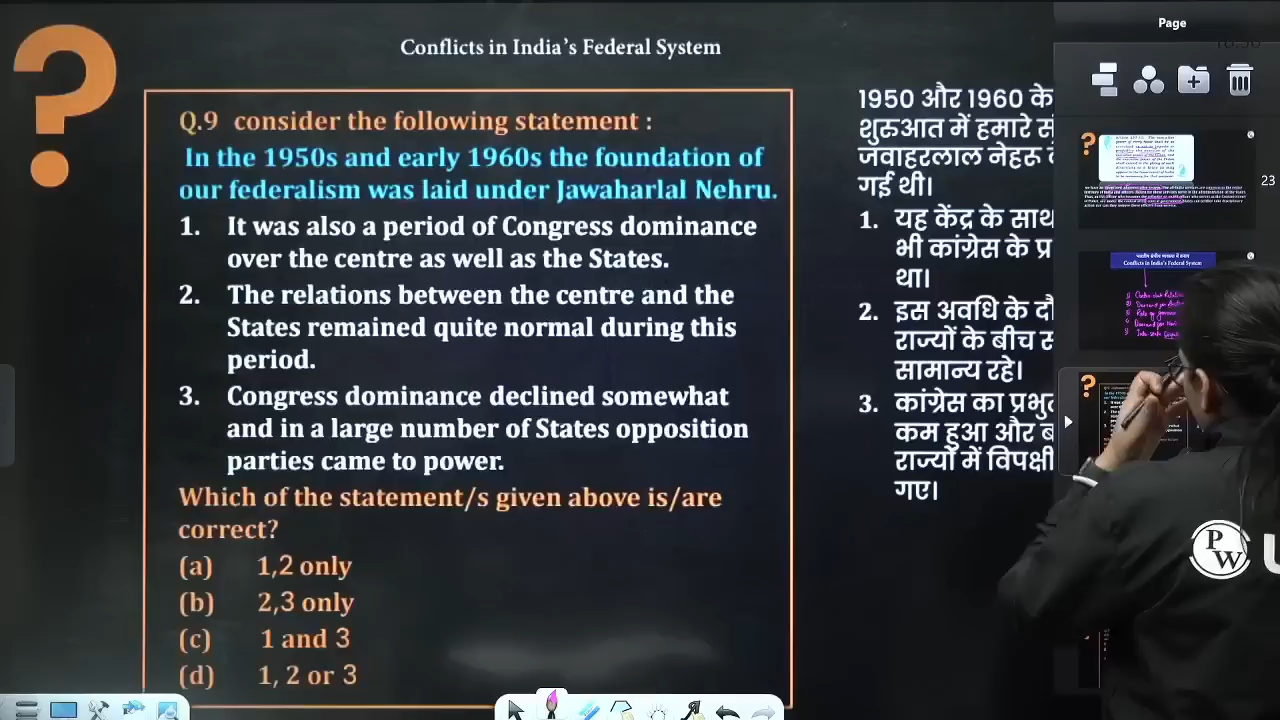 Page
Conflicts in India's Federal System
Q.9 consider the following statement :
In the 1950s and early 1960s the foundation of
our federalism was laid under Jawaharlal Nehru.
1. It was also a period of Congress dominance
over the centre as well as the States.
2. The relations between the centre and the
States remained quite normal during this
period.
3. Congress dominance declined somewhat
and in a large number of States opposition
parties came to power.
Which of the statement/s given above is/are
correct?
(a) 1,2 only
(b) 2,3 only
(c) 1 and 3
(d) 1, 2 or 3
1950 और 1960 के
शुरुआत में हमारे
जवाहरलाल नेहरू
गई थी।
1. यह केंद्र के साथ
भी कांग्रेस के
था।
2. इस अवधि के
राज्यों के बीच
सामान्य रहे।
3. कांग्रेस का
कम हुआ और
राज्यों में
गए।
23
Conflicts in India's Federal System
PW